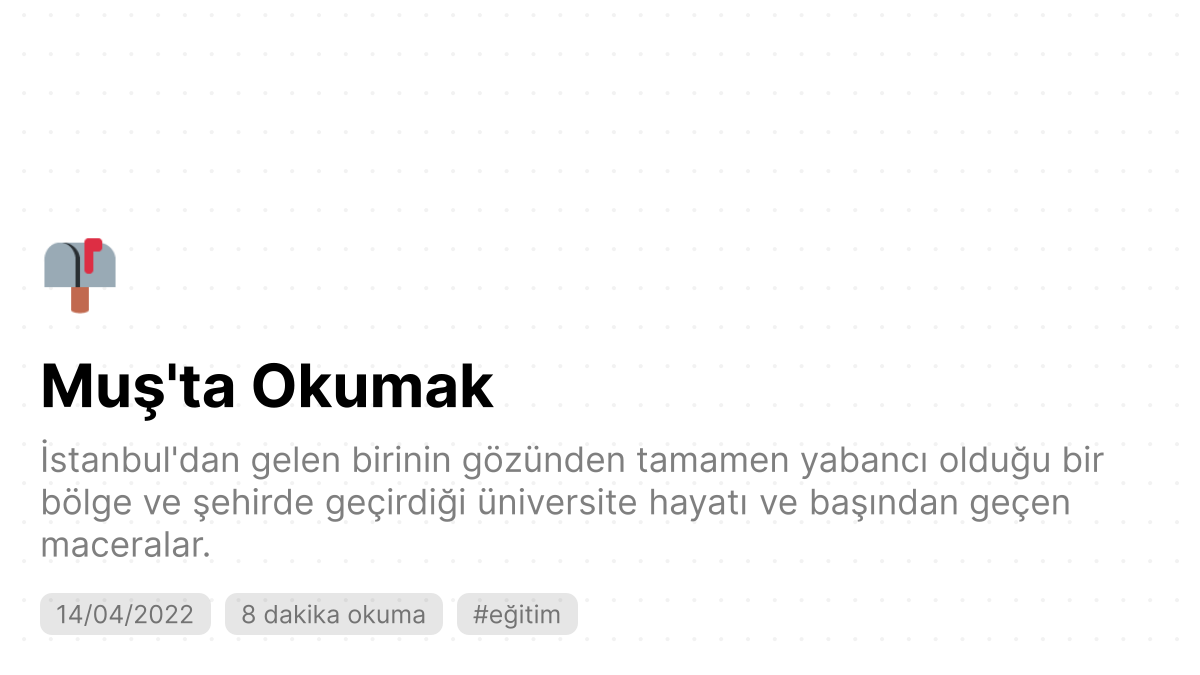 Muş'ta Okumak
İstanbul'dan gelen birinin gözünden tamamen yabancı olduğu bir
bölge ve şehirde geçirdiği üniversite hayatı ve başından geçen
maceralar.
14/04/2022 8 dakika okuma #eğitim